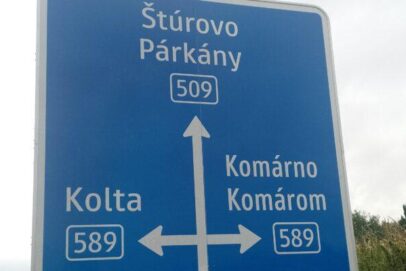 Štúrovo
Párkány
509
Kolta
589
Komárno
Komárom
589